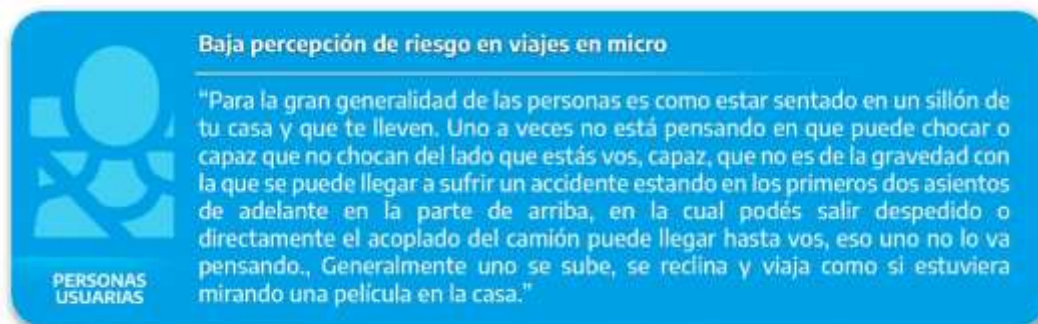 Baja percepción de riesgo en viajes en micro
“Para la gran generalidad de las personas es como estar sentado en un sillón de
tu casa y que te lleven. Uno a veces no está pensando en que puede chocar o
capaz que no chocan del lado que estás vos, capaz, que no es de la gravedad con
la que se puede llegar a sufrir un accidente estando en los primeros dos asientos
de adelante en la parte de arriba, en la cual podés salir despedido o
directamente el acoplado del camión puede llegar hasta vos, eso uno no lo va
pensando., Generalmente uno se sube, se reclina y viaja como si estuviera
mirando una película en la casa.”
PERSONAS
USUARIAS